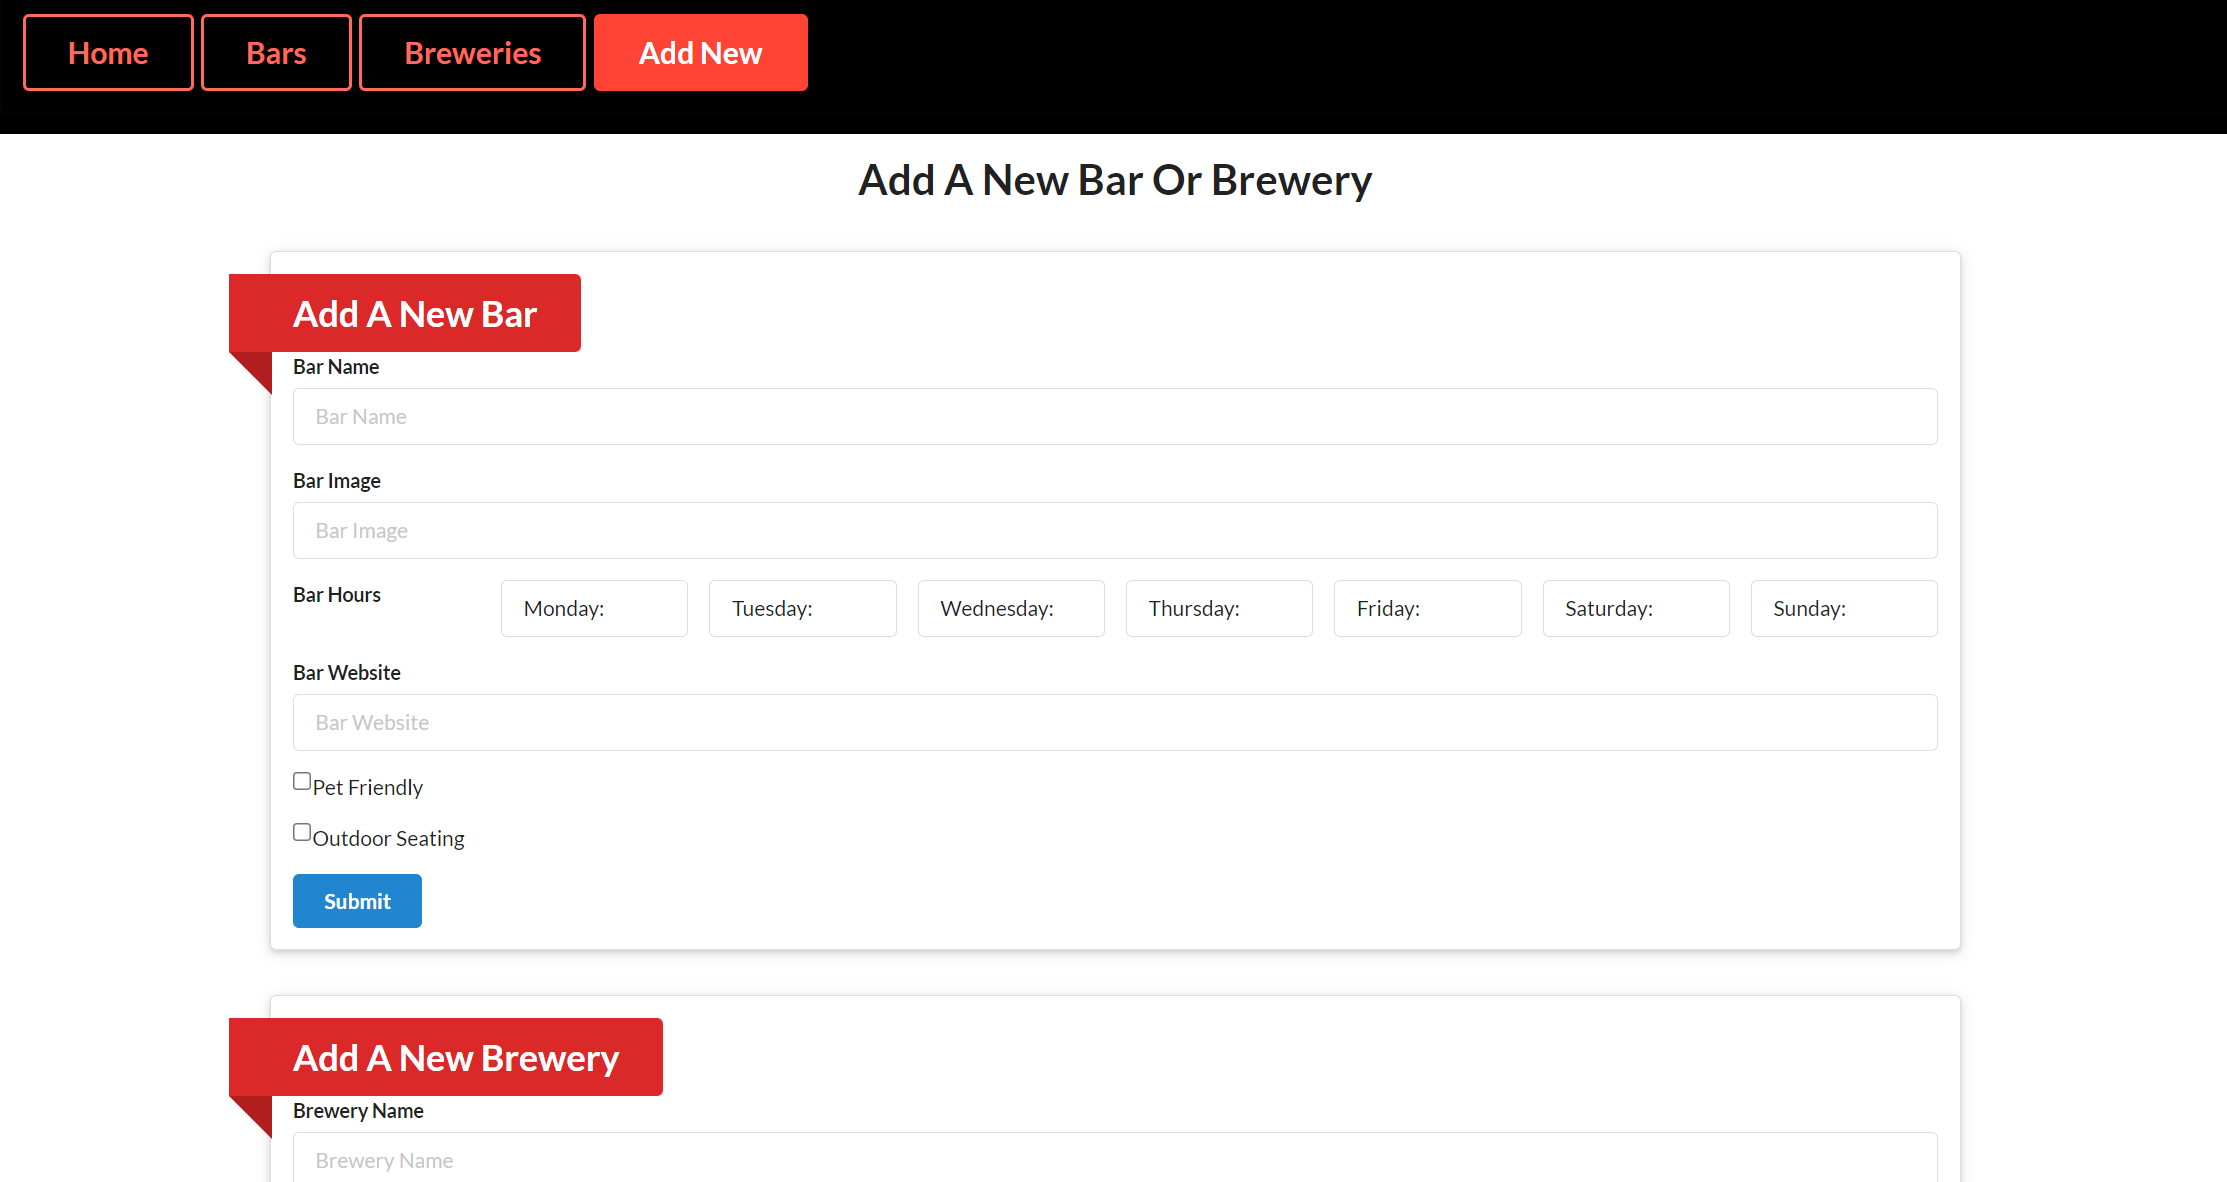 Home Bars Breweries Add New
Add A New Bar Or Brewery
Add A New Bar
Bar Name
Bar Name
Bar Image
Bar Image
Bar Hours Monday: Tuesday: Wednesday: Thursday: Friday: Saturday: Sunday:
Bar Website
Bar Website
Pet Friendly
Outdoor Seating
Submit
Add A New Brewery
Brewery Name
Brewery Name